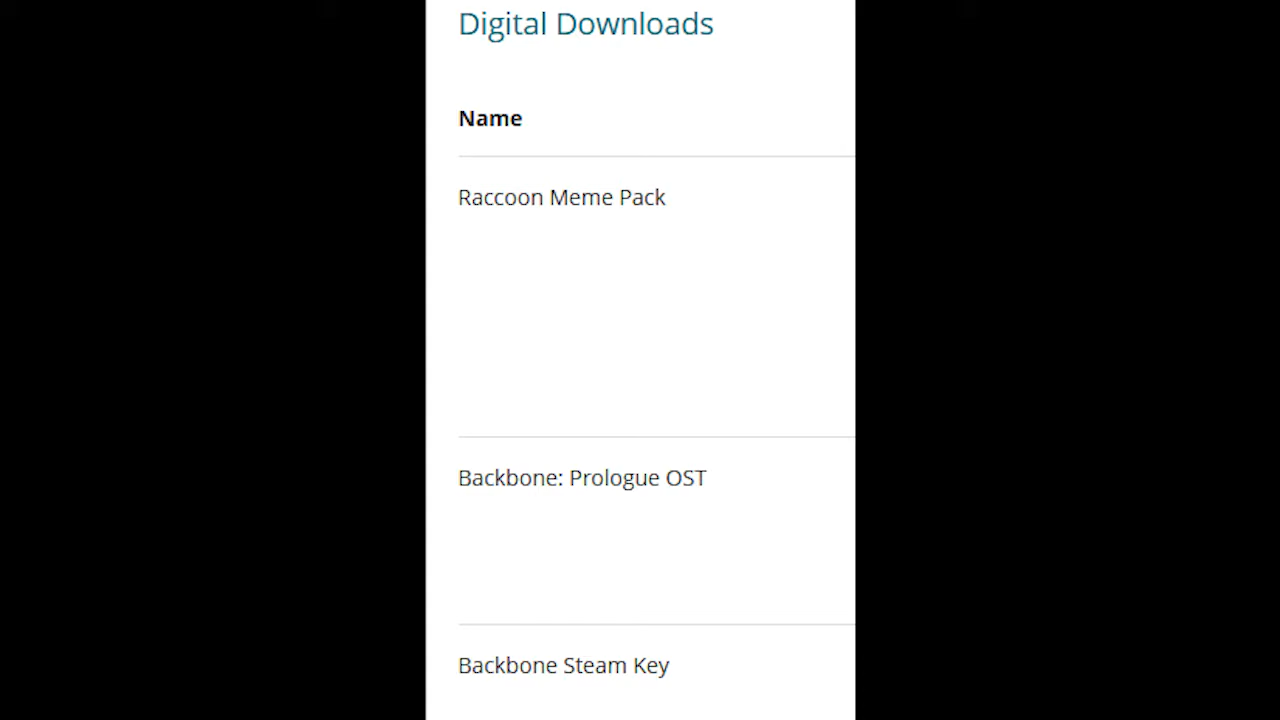 Digital Downloads
Name
Raccoon Meme Pack
Backbone: Prologue OST
Backbone Steam Key